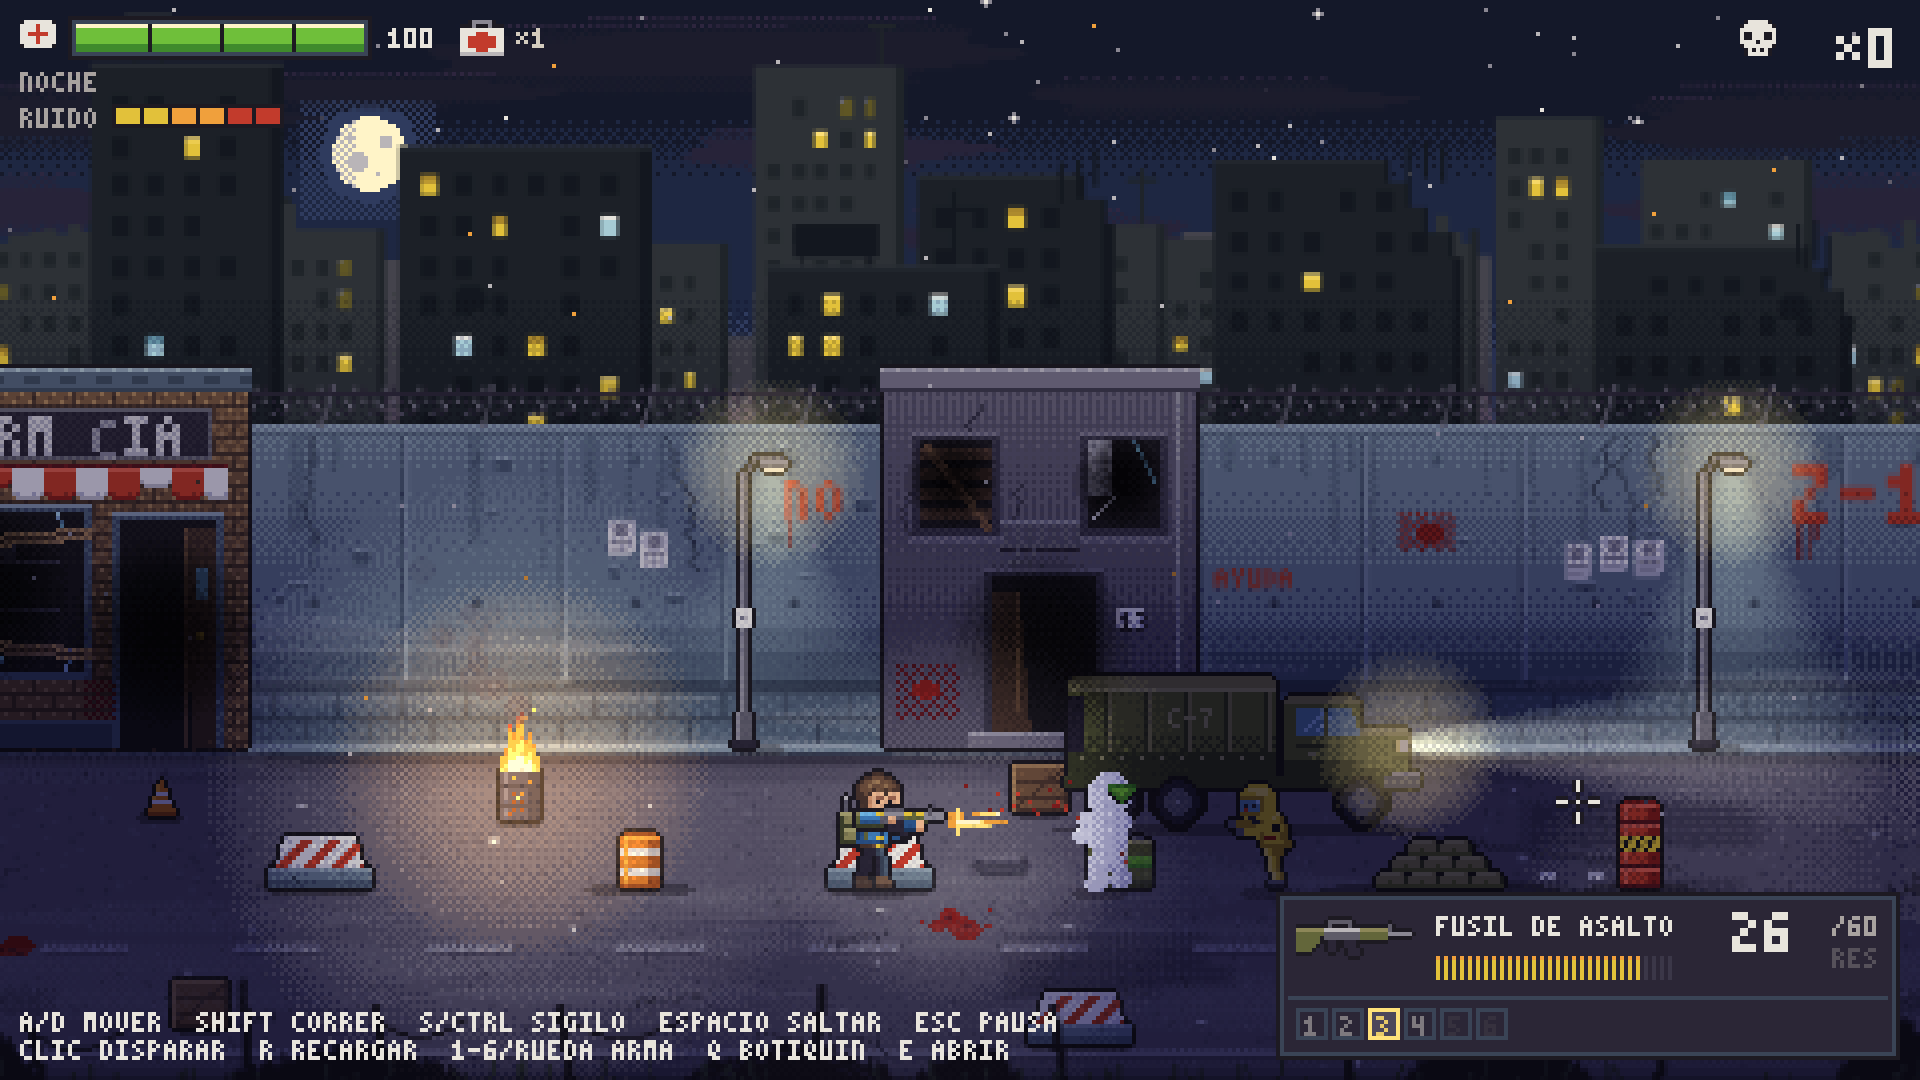 .100 ×1
×0
NOCHE
RUIDO
RM CIA
NO
Z-1
AYUDA
C-7
FUSIL DE ASALTO 26 /60
RES
1 2 3 4 5 6
A/D MOVER SHIFT CORRER S/CTRL SIGILO ESPACIO SALTAR ESC PAUSA
CLIC DISPARAR R RECARGAR 1-6/RUEDA ARMA Q BOTIQUIN E ABRIR